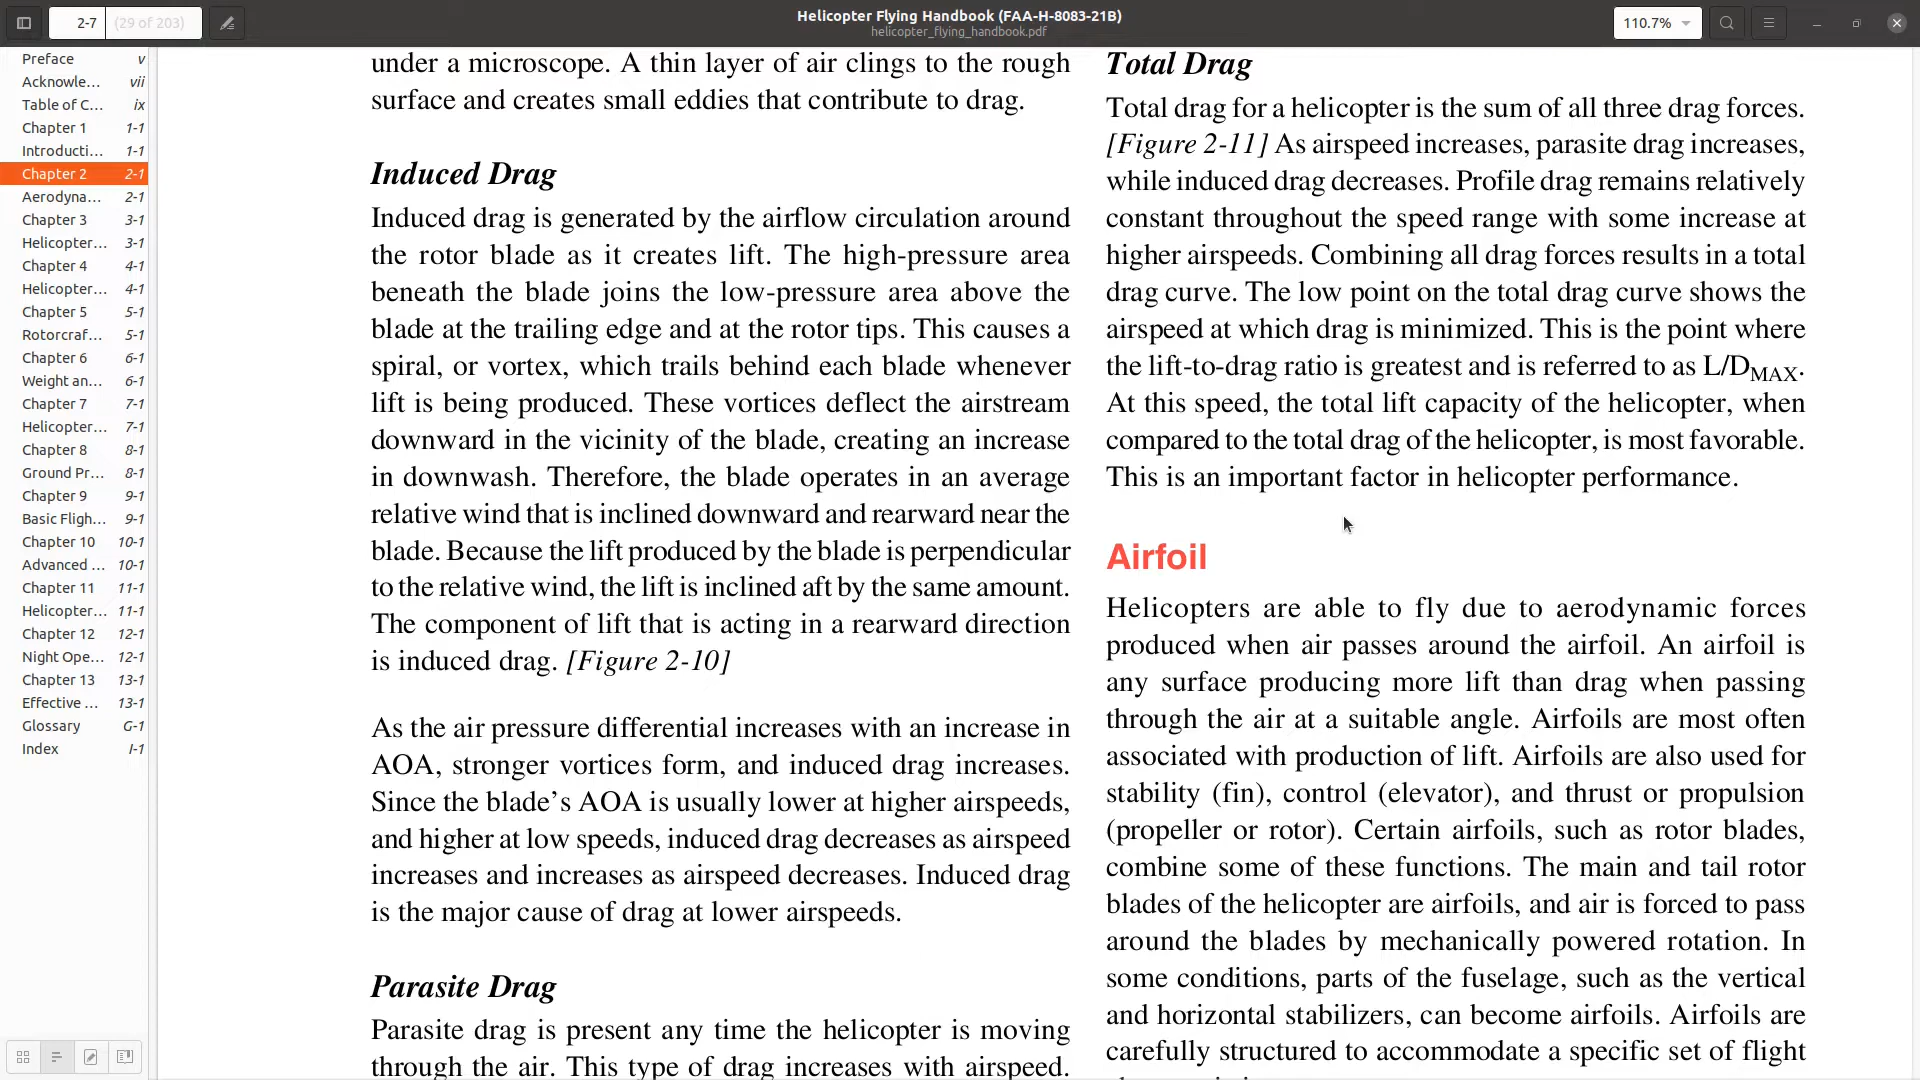 2-7 (29 of 203)
Helicopter Flying Handbook (FAA-H-8083-21B)
helicopter_flying_handbook.pdf
110.7%
Preface v
Acknowle... vii
Table of C... ix
Chapter 1 1-1
Introducti... 1-1
Chapter 2 2-1
Aerodyna... 2-1
Chapter 3 3-1
Helicopter... 3-1
Chapter 4 4-1
Helicopter... 4-1
Chapter 5 5-1
Rotorcraf... 5-1
Chapter 6 6-1
Weight an... 6-1
Chapter 7 7-1
Helicopter... 7-1
Chapter 8 8-1
Ground Pr... 8-1
Chapter 9 9-1
Basic Fligh... 9-1
Chapter 10 10-1
Advanced ... 10-1
Chapter 11 11-1
Helicopter... 11-1
Chapter 12 12-1
Night Ope... 12-1
Chapter 13 13-1
Effective ... 13-1
Glossary G-1
Index I-1
under a microscope. A thin layer of air clings to the rough
surface and creates small eddies that contribute to drag.
Induced Drag
Induced drag is generated by the airflow circulation around
the rotor blade as it creates lift. The high-pressure area
beneath the blade joins the low-pressure area above the
blade at the trailing edge and at the rotor tips. This causes a
spiral, or vortex, which trails behind each blade whenever
lift is being produced. These vortices deflect the airstream
downward in the vicinity of the blade, creating an increase
in downwash. Therefore, the blade operates in an average
relative wind that is inclined downward and rearward near the
blade. Because the lift produced by the blade is perpendicular
to the relative wind, the lift is inclined aft by the same amount.
The component of lift that is acting in a rearward direction
is induced drag. [Figure 2-10]
As the air pressure differential increases with an increase in
AOA, stronger vortices form, and induced drag increases.
Since the blade’s AOA is usually lower at higher airspeeds,
and higher at low speeds, induced drag decreases as airspeed
increases and increases as airspeed decreases. Induced drag
is the major cause of drag at lower airspeeds.
Parasite Drag
Parasite drag is present any time the helicopter is moving
through the air. This type of drag increases with airspeed.
Total Drag
Total drag for a helicopter is the sum of all three drag forces.
[Figure 2-11] As airspeed increases, parasite drag increases,
while induced drag decreases. Profile drag remains relatively
constant throughout the speed range with some increase at
higher airspeeds. Combining all drag forces results in a total
drag curve. The low point on the total drag curve shows the
airspeed at which drag is minimized. This is the point where
the lift-to-drag ratio is greatest and is referred to as L/DMAX.
At this speed, the total lift capacity of the helicopter, when
compared to the total drag of the helicopter, is most favorable.
This is an important factor in helicopter performance.
Airfoil
Helicopters are able to fly due to aerodynamic forces
produced when air passes around the airfoil. An airfoil is
any surface producing more lift than drag when passing
through the air at a suitable angle. Airfoils are most often
associated with production of lift. Airfoils are also used for
stability (fin), control (elevator), and thrust or propulsion
(propeller or rotor). Certain airfoils, such as rotor blades,
combine some of these functions. The main and tail rotor
blades of the helicopter are airfoils, and air is forced to pass
around the blades by mechanically powered rotation. In
some conditions, parts of the fuselage, such as the vertical
and horizontal stabilizers, can become airfoils. Airfoils are
carefully structured to accommodate a specific set of flight